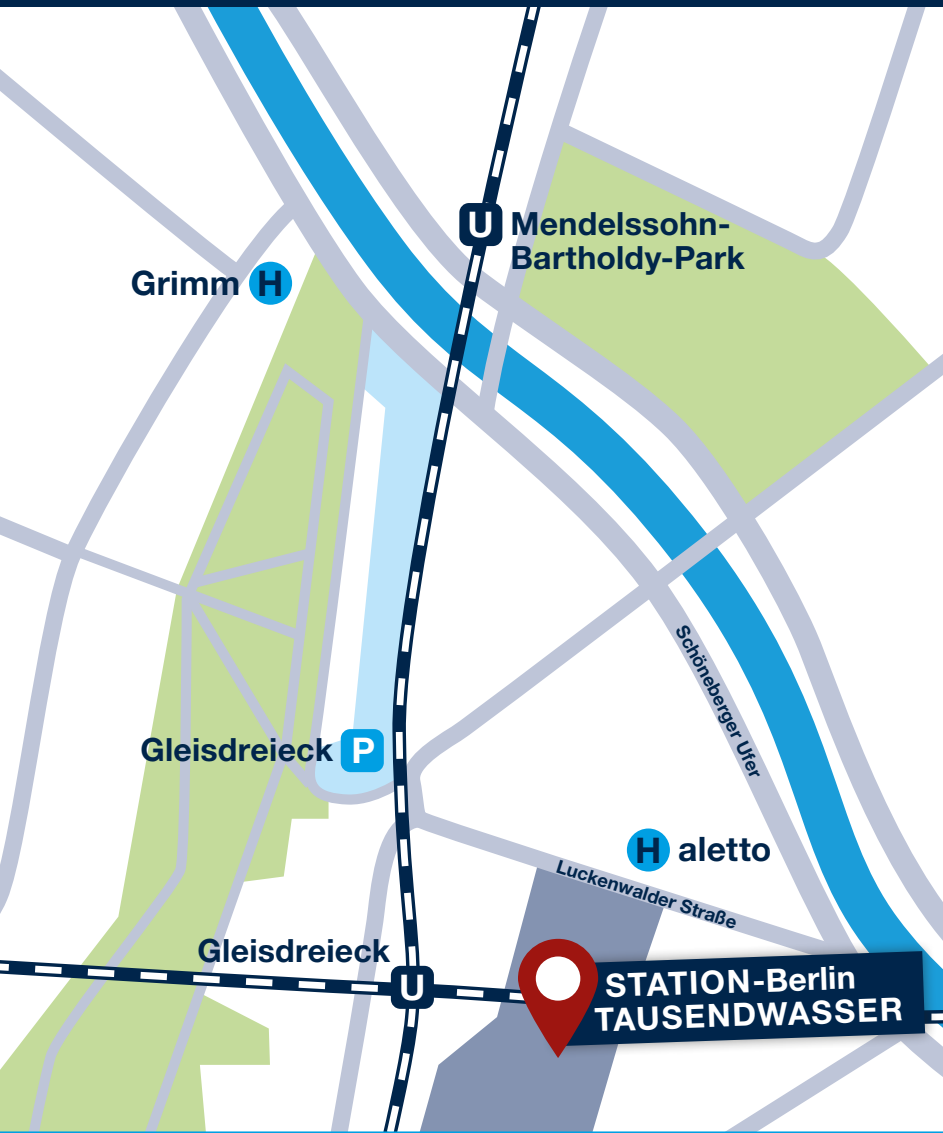 U Mendelssohn-
Bartholdy-Park
Grimm H
Schöneberger Ufer
Gleisdreieck P
H aletto
Luckenwalder Straße
Gleisdreieck
U
STATION-Berlin
TAUSENDWASSER